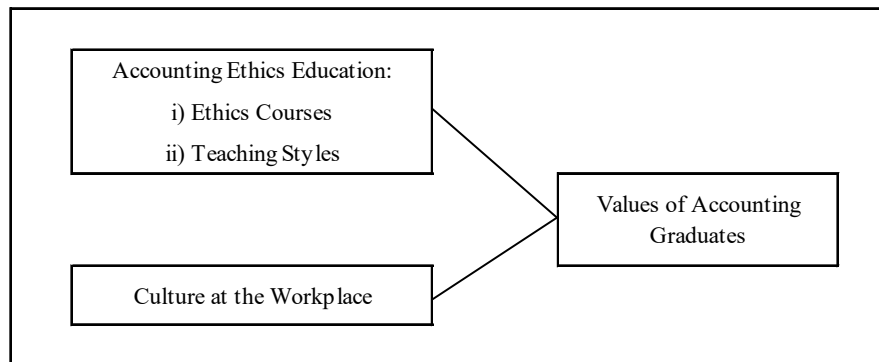 Accounting Ethics Education:
i) Ethics Courses
ii) Teaching Styles
Values of Accounting
Graduates
Culture at the Workplace